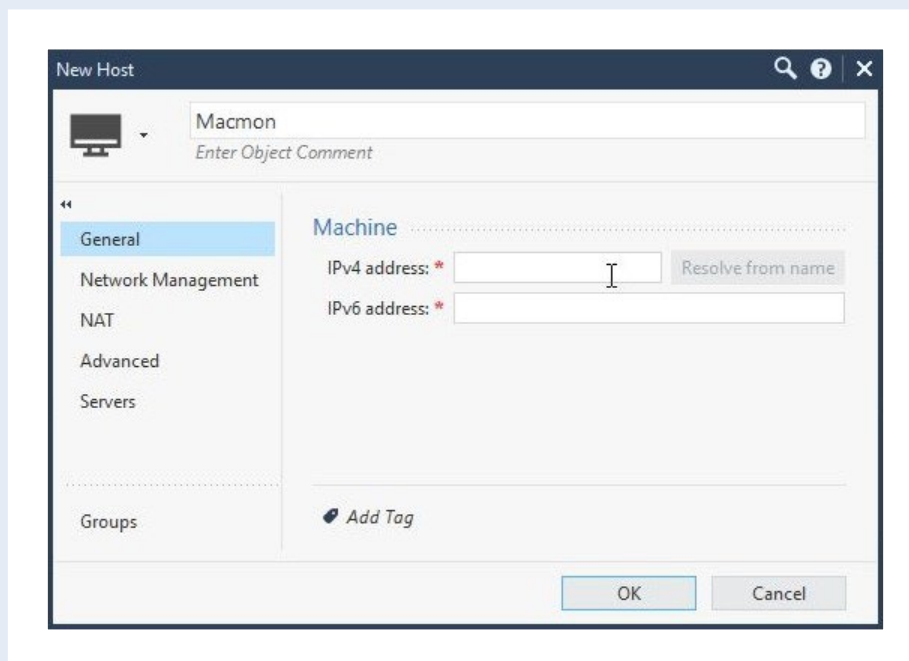 New Host
Macmon
Enter Object Comment
General
Network Management
NAT
Advanced
Servers
Groups
Machine
IPv4 address: *
Resolve from name
IPv6 address: *
Add Tag
OK
Cancel